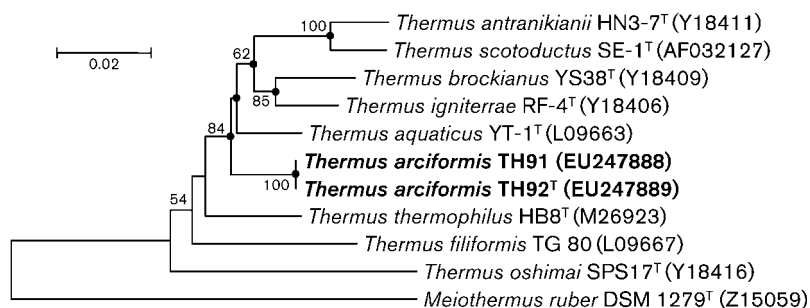 100 Thermus antranikianii HN3-7ᵀ (Y18411)
Thermus scotoductus SE-1ᵀ (AF032127)
62
0.02
Thermus brockianus YS38ᵀ (Y18409)
85
Thermus igniterrae RF-4ᵀ (Y18406)
84
Thermus aquaticus YT-1ᵀ (L09663)
Thermus arciformis TH91 (EU247888)
100
Thermus arciformis TH92ᵀ (EU247889)
54
Thermus thermophilus HB8ᵀ (M26923)
Thermus filiformis TG 80 (L09667)
Thermus oshimai SPS17ᵀ (Y18416)
Meiothermus ruber DSM 1279ᵀ (Z15059)